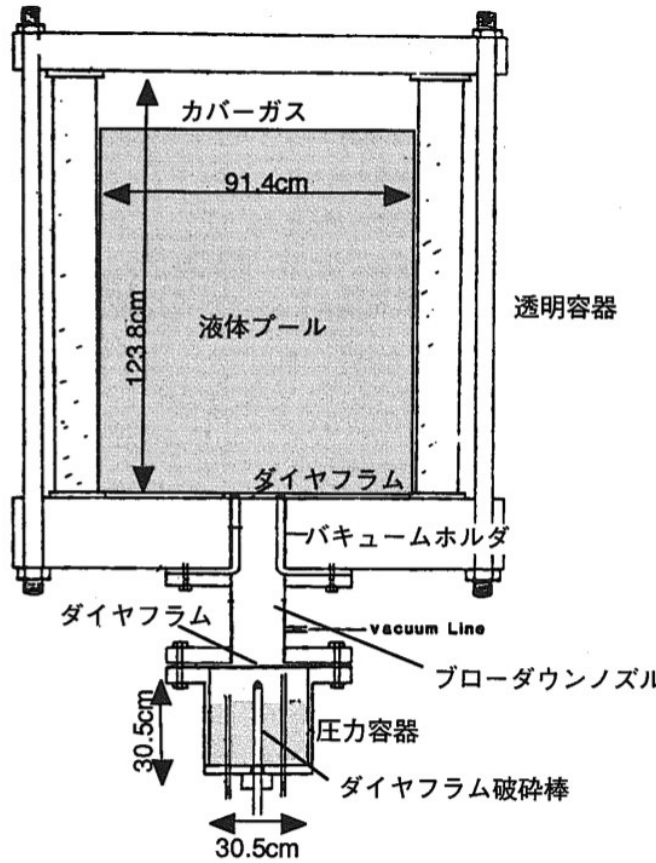 カバーガス
91.4cm
123.8cm
液体プール
透明容器
ダイヤフラム
バキュームホルダ
ダイヤフラム
vacuum Line
ブローダウンノズル
30.5cm
圧力容器
ダイヤフラム破砕棒
30.5cm